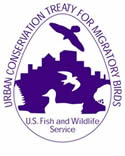 URBAN CONSERVATION TREATY FOR MIGRATORY BIRDS
U.S. Fish and Wildlife
Service